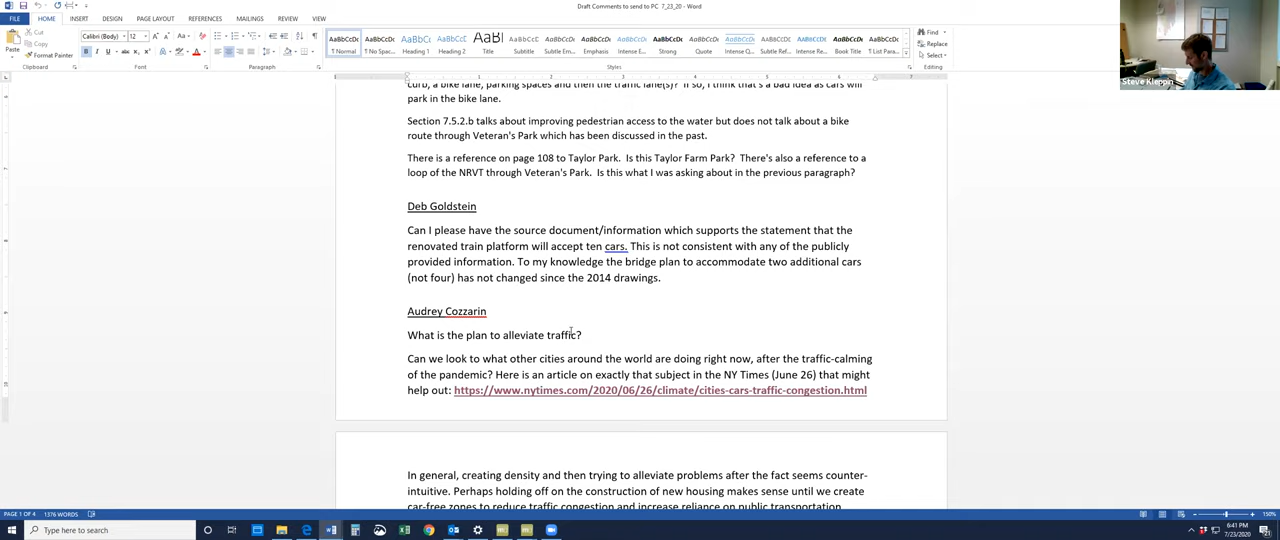 Draft Comments to send to PC 7_23_20 - Word
FILE HOME INSERT DESIGN PAGE LAYOUT REFERENCES MAILINGS REVIEW VIEW
Cut
Copy
Paste Format Painter
Calibri (Body) 12
AaBbCcDc AaBbCcDc AaBbCc AaBbCcD AaBl AaBbCcD AaBbCcDc AaBbCcDc AaBbCcDc AaBbCcDc AaBbCcDc AaBbCcDc AaBbCcDc AaBbCcDc AaBbCcDc
¶ Normal ¶ No Spac... Heading 1 Heading 2 Title Subtitle Subtle Em... Emphasis Intense E... Strong Quote Intense Q... Subtle Ref... Intense Re... Book Title ¶ List Para...
Find
Replace
Select
Clipboard Font Paragraph Styles Editing
Steve Kleppin
curb, a bike lane, parking spaces and then the traffic lane(s)? If so, I think that's a bad idea as cars will
park in the bike lane.
Section 7.5.2.b talks about improving pedestrian access to the water but does not talk about a bike
route through Veteran's Park which has been discussed in the past.
There is a reference on page 108 to Taylor Park. Is this Taylor Farm Park? There's also a reference to a
loop of the NRVT through Veteran's Park. Is this what I was asking about in the previous paragraph?
Deb Goldstein
Can I please have the source document/information which supports the statement that the
renovated train platform will accept ten cars. This is not consistent with any of the publicly
provided information. To my knowledge the bridge plan to accommodate two additional cars
(not four) has not changed since the 2014 drawings.
Audrey Cozzarin
What is the plan to alleviate traffic?
Can we look to what other cities around the world are doing right now, after the traffic-calming
of the pandemic? Here is an article on exactly that subject in the NY Times (June 26) that might
help out: https://www.nytimes.com/2020/06/26/climate/cities-cars-traffic-congestion.html
In general, creating density and then trying to alleviate problems after the fact seems counter-
intuitive. Perhaps holding off on the construction of new housing makes sense until we create
car-free zones to reduce traffic congestion and increase reliance on public transportation
PAGE 1 OF 4 1376 WORDS 150%
Type here to search
6:41 PM
7/23/2020